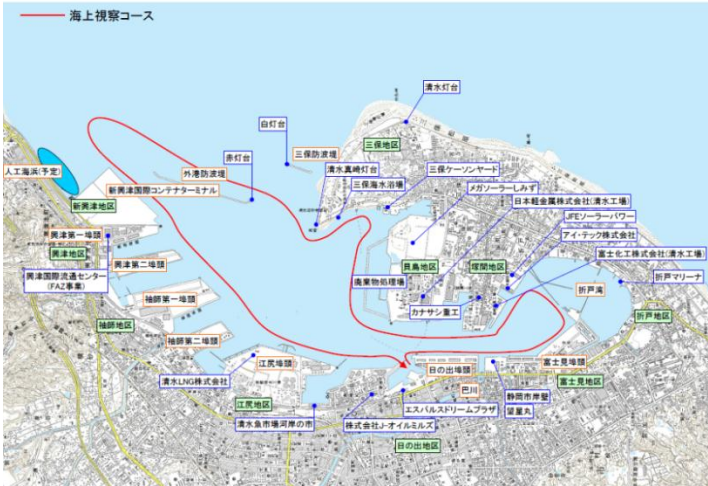 海上視察コース
清水灯台
白灯台
三保地区
三保防波堤
人工海浜(予定)
赤灯台
清水真崎灯台
三保ケーソンヤード
外港防波堤
三保海水浴場
メガソーラーしみず
新興津国際コンテナターミナル
日本軽金属株式会社(清水工場)
新興津地区
JFEソーラーパワー
興津第一埠頭
アイ・テック株式会社
興津地区
興津第二埠頭
貝島地区
塚間地区
富士化工株式会社(清水工場)
興津国際流通センター
(FAZ事業)
廃棄物処理場
折戸マリーナ
袖師第一埠頭
折戸湾
カナサシ重工
折戸地区
袖師地区
袖師第二埠頭
江尻埠頭
日の出埠頭
富士見埠頭
清水LNG株式会社
富士見地区
巴川
江尻地区
静岡市岸壁
エスパルスドリームプラザ
望星丸
清水魚市場河岸の市
株式会社J-オイルミルズ
日の出地区